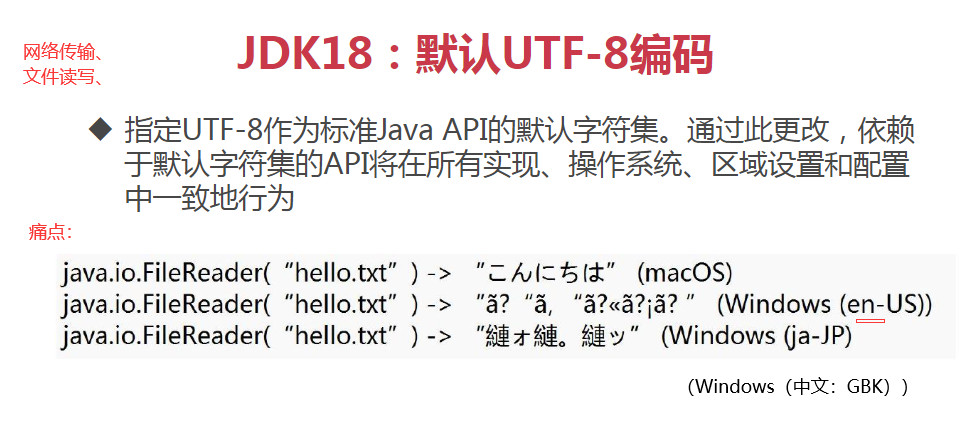 网络传输、
文件读写、
JDK18：默认UTF-8编码
◆ 指定UTF-8作为标准Java API的默认字符集。通过此更改，依赖
于默认字符集的API将在所有实现、操作系统、区域设置和配置
中一致地行为
痛点：
java.io.FileReader(“hello.txt”) -> “こんにちは” (macOS)
java.io.FileReader(“hello.txt”) -> “ã?“ã,“ã?«ã?¡ã? ” (Windows (en-US))
java.io.FileReader(“hello.txt”) -> “縺ォ縺。縺ッ” (Windows (ja-JP)
（Windows（中文：GBK））